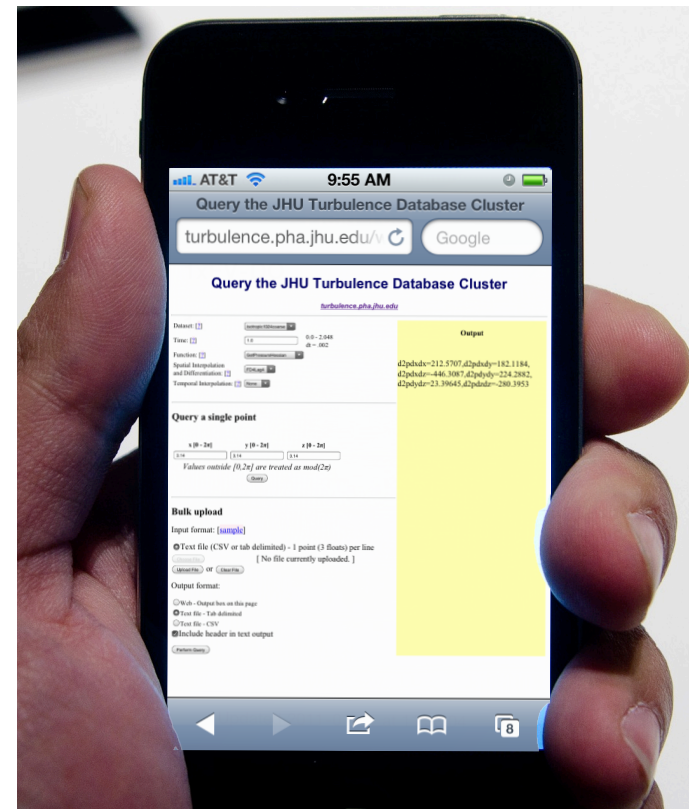 AT&T
9:55 AM
Query the JHU Turbulence Database Cluster
turbulence.pha.jhu.edu/
Google
Query the JHU Turbulence Database Cluster
turbulence.pha.jhu.edu
Dataset: [?]
Time: [?] 1.0 0.0 - 2.048
dt = .002
Function: [?] GetPressureHessian
Spatial Interpolation
and Differentiation: [?] FD4Lag4
Temporal Interpolation: [?] None
Query a single point
x [0 - 2π] y [0 - 2π] z [0 - 2π]
3.14 3.14 3.14
Values outside [0,2π] are treated as mod(2π)
Query
Bulk upload
Input format: [sample]
Text file (CSV or tab delimited) - 1 point (3 floats) per line
[ No file currently uploaded. ]
Upload File or Clear File
Output format:
Web - Output box on this page
Text file - Tab delimited
Text file - CSV
Include header in text output
Perform Query
Output
d2pdxdx=212.5707,d2pdxdy=182.1184,
d2pdxdz=-446.3087,d2pdydy=224.2882,
d2pdydz=23.39645,d2pdzdz=-280.3953
8